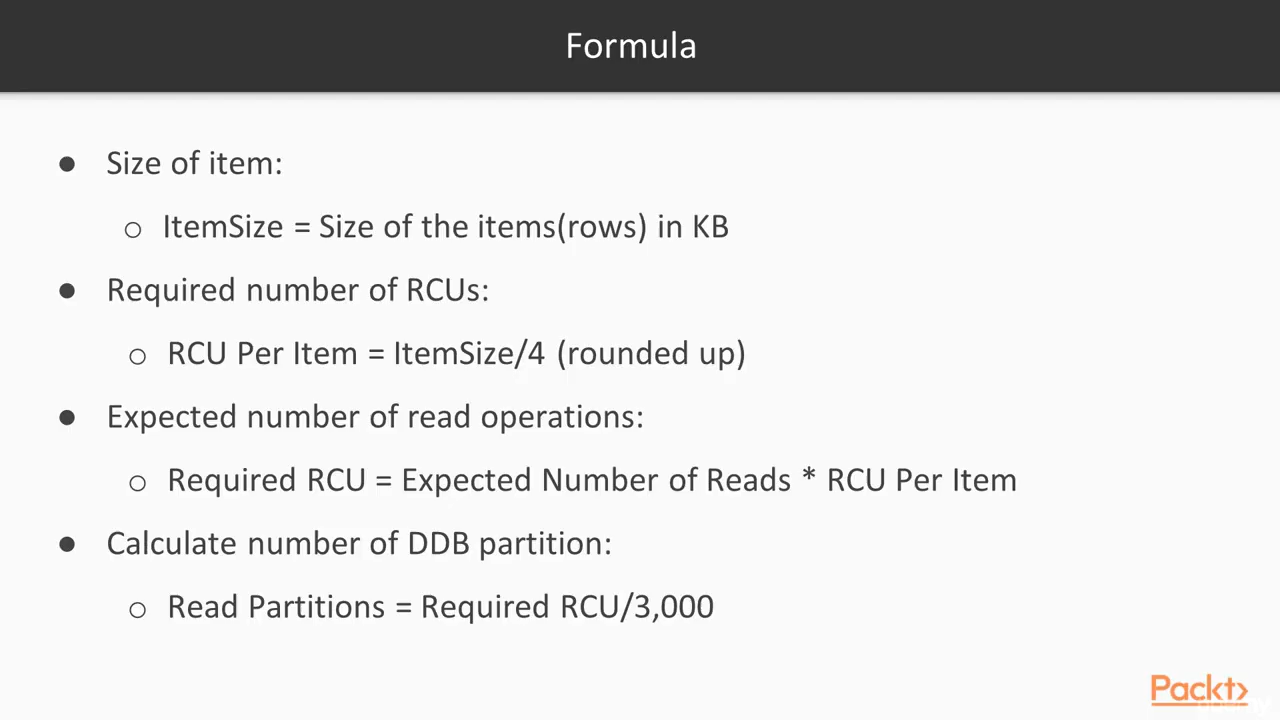 Formula
● Size of item:
○ ItemSize = Size of the items(rows) in KB
● Required number of RCUs:
○ RCU Per Item = ItemSize/4 (rounded up)
● Expected number of read operations:
○ Required RCU = Expected Number of Reads * RCU Per Item
● Calculate number of DDB partition:
○ Read Partitions = Required RCU/3,000
Packt>